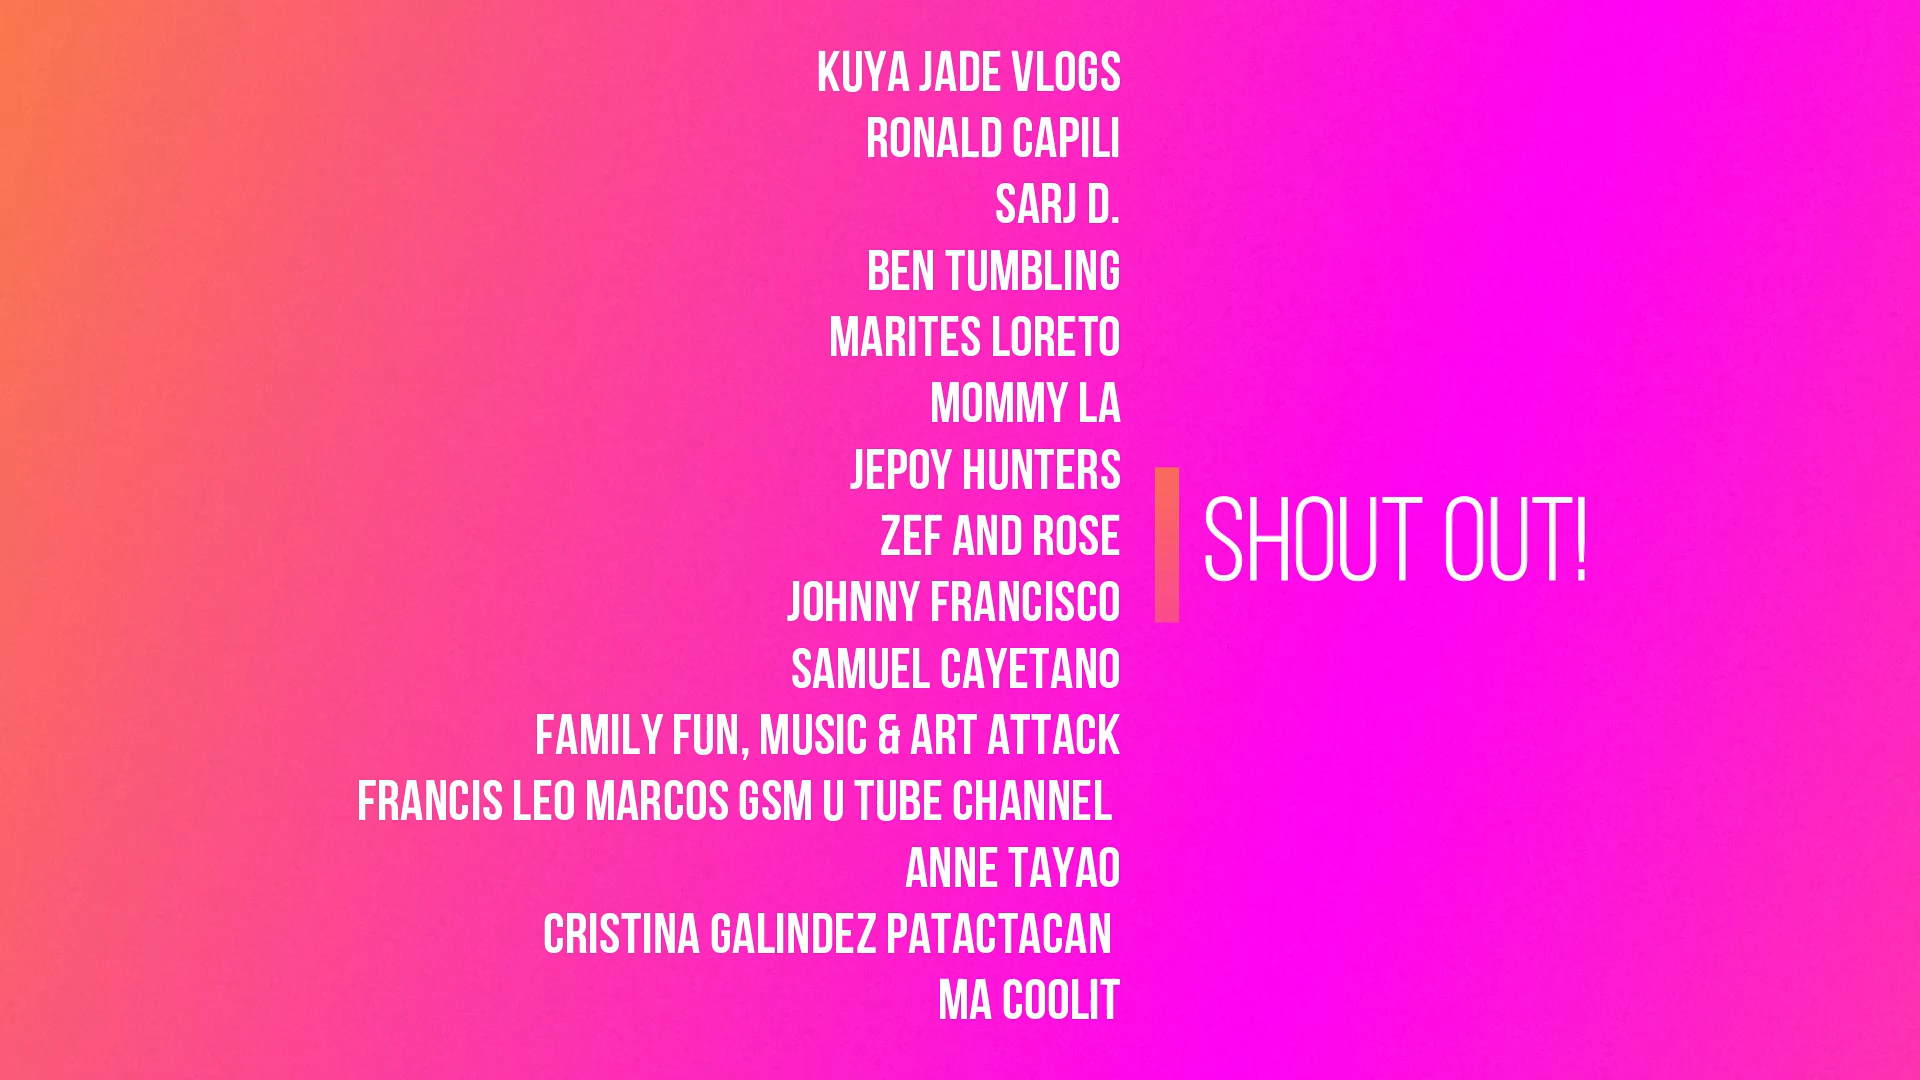 KUYA JADE VLOGS
RONALD CAPILI
SARJ D.
BEN TUMBLING
MARITES LORETO
MOMMY LA
JEPOY HUNTERS
ZEF AND ROSE
JOHNNY FRANCISCO
SAMUEL CAYETANO
FAMILY FUN, MUSIC & ART ATTACK
FRANCIS LEO MARCOS GSM U TUBE CHANNEL
ANNE TAYAO
CRISTINA GALINDEZ PATACTACAN
MA COOLIT
SHOUT OUT!